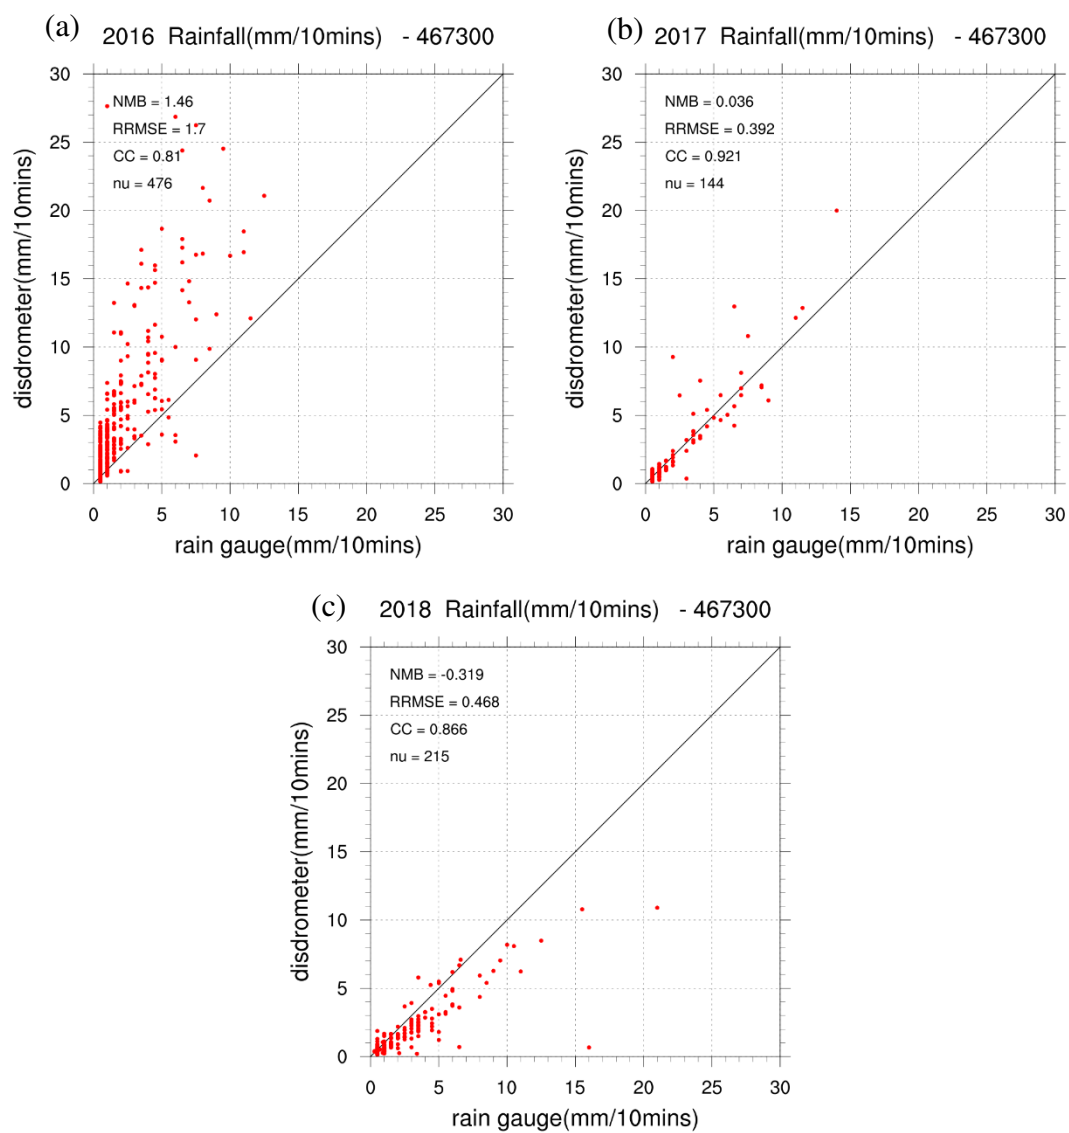 (a) 2016 Rainfall(mm/10mins) - 467300
30
25
20
15
10
5
0
NMB = 1.46
RRMSE = 1.7
CC = 0.81
nu = 476
disdrometer(mm/10mins)
0 5 10 15 20 25 30
rain gauge(mm/10mins)
(b) 2017 Rainfall(mm/10mins) - 467300
30
25
20
15
10
5
0
NMB = 0.036
RRMSE = 0.392
CC = 0.921
nu = 144
disdrometer(mm/10mins)
0 5 10 15 20 25 30
rain gauge(mm/10mins)
(c) 2018 Rainfall(mm/10mins) - 467300
30
25
20
15
10
5
0
NMB = -0.319
RRMSE = 0.468
CC = 0.866
nu = 215
disdrometer(mm/10mins)
0 5 10 15 20 25 30
rain gauge(mm/10mins)